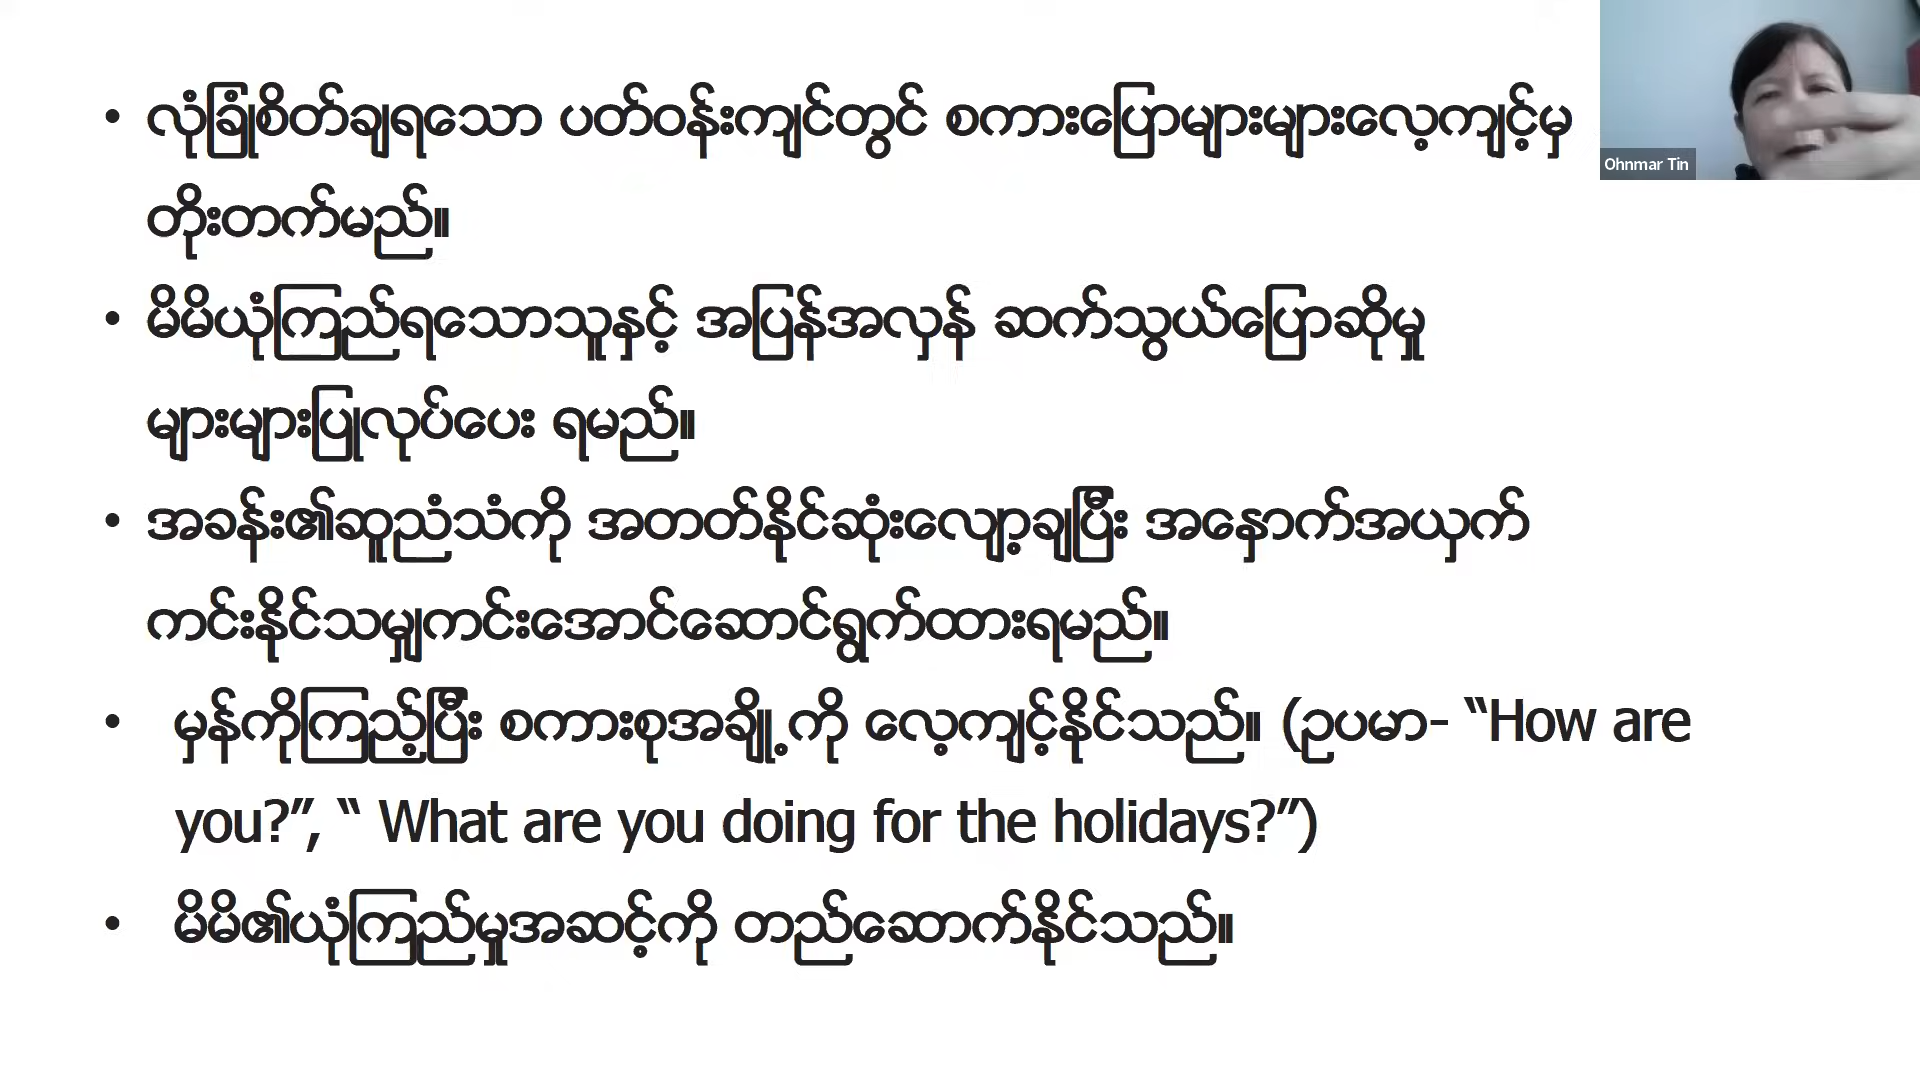 • လုံခြုံစိတ်ချရသော ပတ်ဝန်းကျင်တွင် စကားပြောများများလေ့ကျင့်မှ
တိုးတက်မည်။
• မိမိယုံကြည်ရသောသူနှင့် အပြန်အလှန် ဆက်သွယ်ပြောဆိုမှု
များများပြုလုပ်ပေး ရမည်။
• အခန်း၏ဆူညံသံကို အတတ်နိုင်ဆုံးလျော့ချပြီး အနှောက်အယှက်
ကင်းနိုင်သမျှကင်းအောင်ဆောင်ရွက်ထားရမည်။
• မှန်ကိုကြည့်ပြီး စကားစုအချို့ကို လေ့ကျင့်နိုင်သည်။ (ဥပမာ- “How are
you?”, “ What are you doing for the holidays?”)
• မိမိ၏ယုံကြည်မှုအဆင့်ကို တည်ဆောက်နိုင်သည်။
Ohnmar Tin